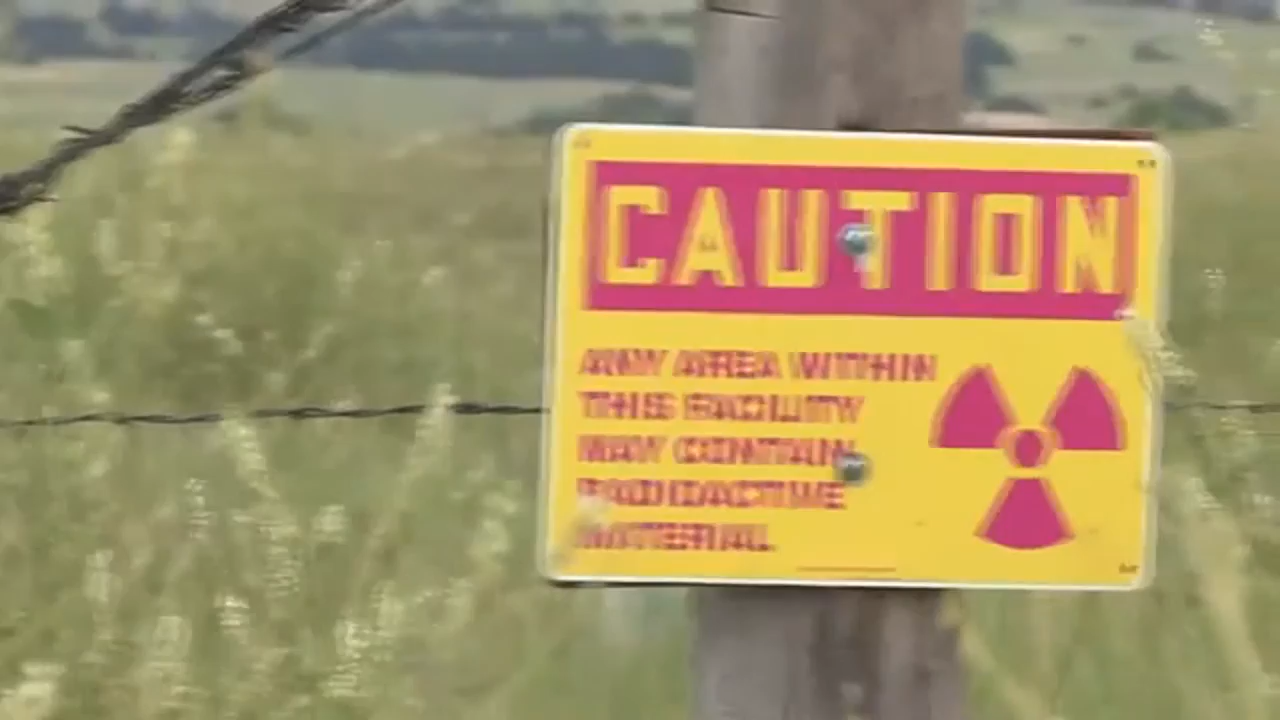 CAUTION
ANY AREA WITHIN
THIS FACILITY
MAY CONTAIN
RADIOACTIVE
MATERIAL